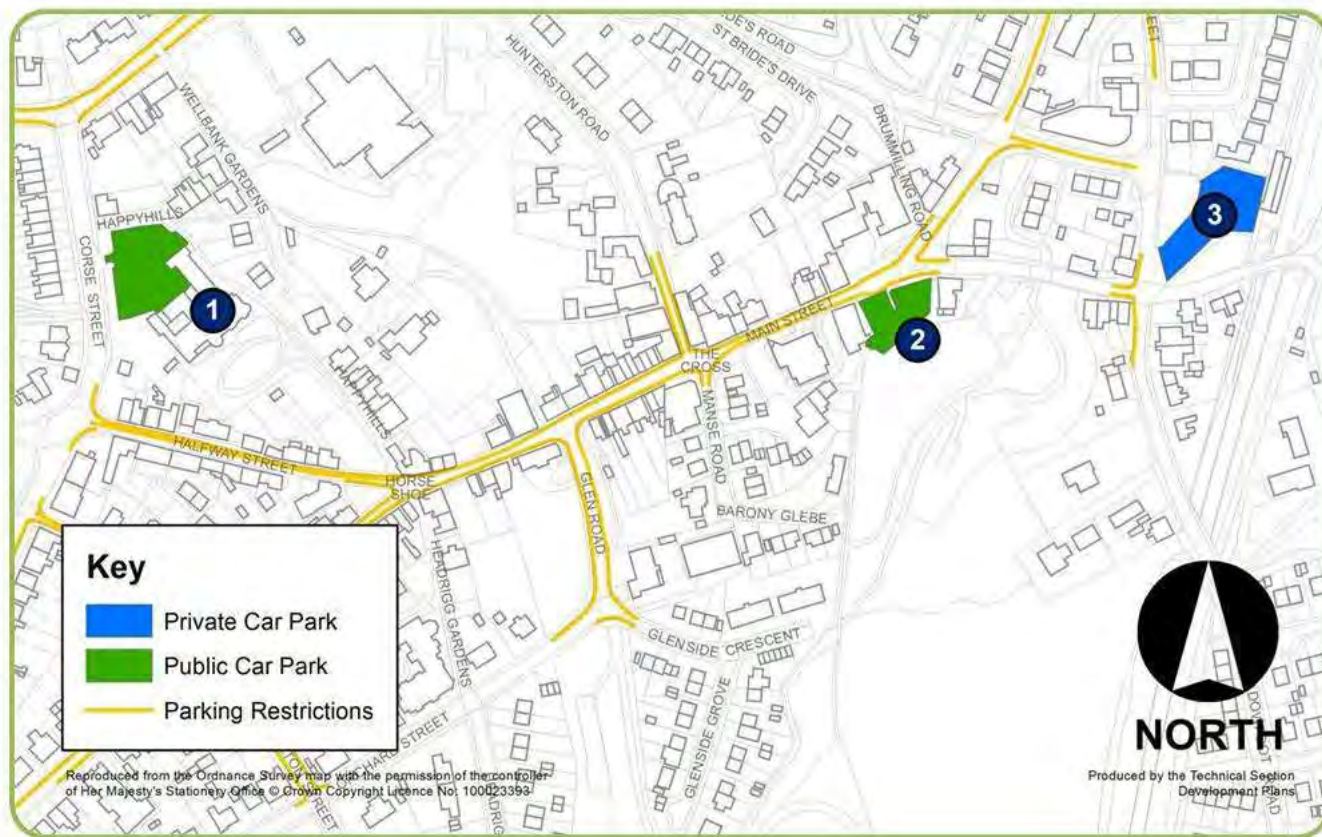 ST BRIDE'S DRIVE
HUNTERSTON ROAD
WELLBANK GARDENS
DRUMMILLING ROAD
3
HAPPYHILLS
CORSE STREET
1
MAIN STREET
2
THE
CROSS
HAPPYHILLS
MANSE ROAD
HALFWAY STREET
HORSE
SHOE
GLEN ROAD
BARONY GLEBE
HEADRIGG GARDENS
GLENSIDE CRESCENT
GLENSIDE GROVE
Key
Private Car Park
Public Car Park
Parking Restrictions
NORTH
Reproduced from the Ordnance Survey map with the permission of the controller
of Her Majesty's Stationery Office © Crown Copyright Licence No: 100023393
Produced by the Technical Section
Development Plans